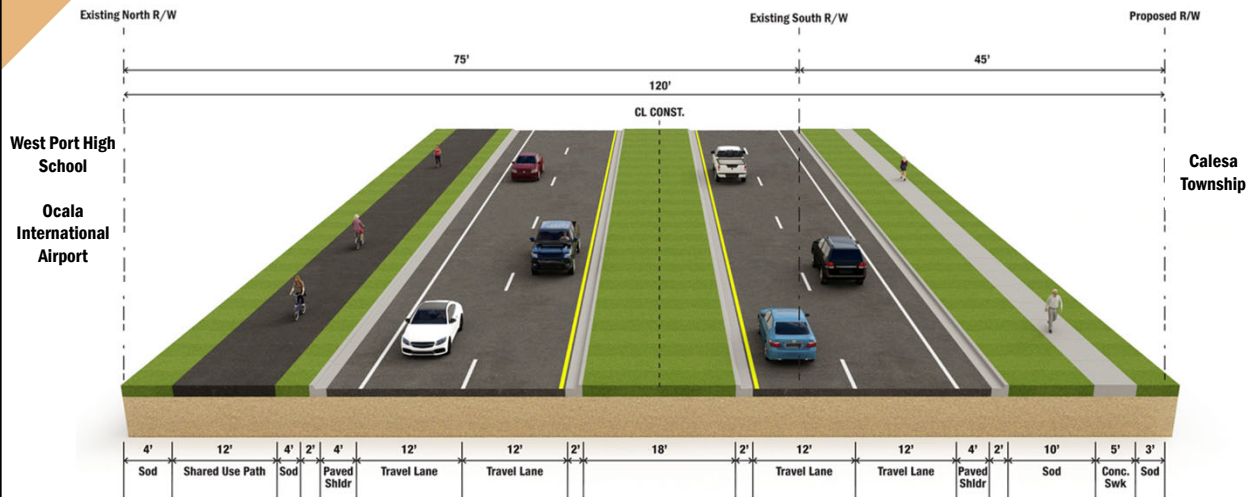 Existing North R/W
Existing South R/W
Proposed R/W
75'
45'
120'
CL CONST.
West Port High
School
Ocala
International
Airport
Calesa
Township
4'
12'
4'
2'
4'
12'
12'
2'
18'
2'
12'
12'
4'
2'
10'
5'
3'
Sod
Shared Use Path
Sod
Paved
Shldr
Travel Lane
Travel Lane
Travel Lane
Travel Lane
Paved
Shldr
Sod
Conc.
Swk
Sod